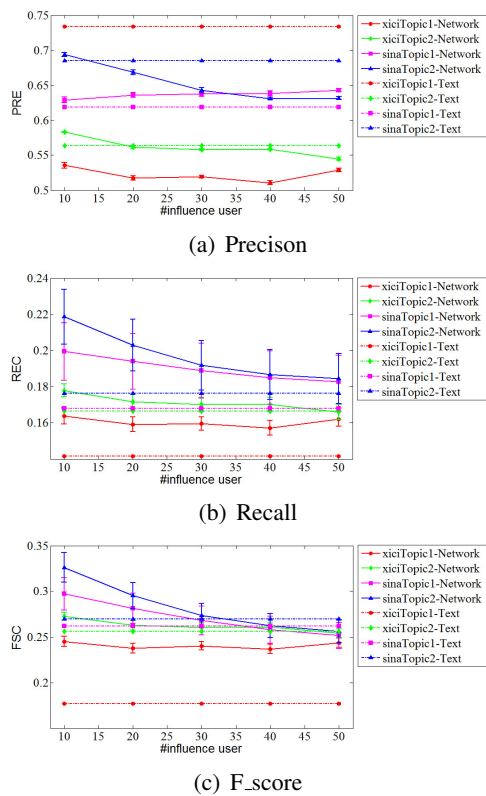 0.75
0.7
0.65
0.6
0.55
0.5
PRE
10 15 20 25 30 35 40 45 50
#influence user
xiciTopic1-Network
xiciTopic2-Network
sinaTopic1-Network
sinaTopic2-Network
xiciTopic1-Text
xiciTopic2-Text
sinaTopic1-Text
sinaTopic2-Text
(a) Precison
0.24
0.22
0.2
0.18
0.16
REC
10 15 20 25 30 35 40 45 50
#influence user
xiciTopic1-Network
xiciTopic2-Network
sinaTopic1-Network
sinaTopic2-Network
xiciTopic1-Text
xiciTopic2-Text
sinaTopic1-Text
sinaTopic2-Text
(b) Recall
0.35
0.3
0.25
0.2
FSC
10 15 20 25 30 35 40 45 50
#influence user
xiciTopic1-Network
xiciTopic2-Network
sinaTopic1-Network
sinaTopic2-Network
xiciTopic1-Text
xiciTopic2-Text
sinaTopic1-Text
sinaTopic2-Text
(c) F_score